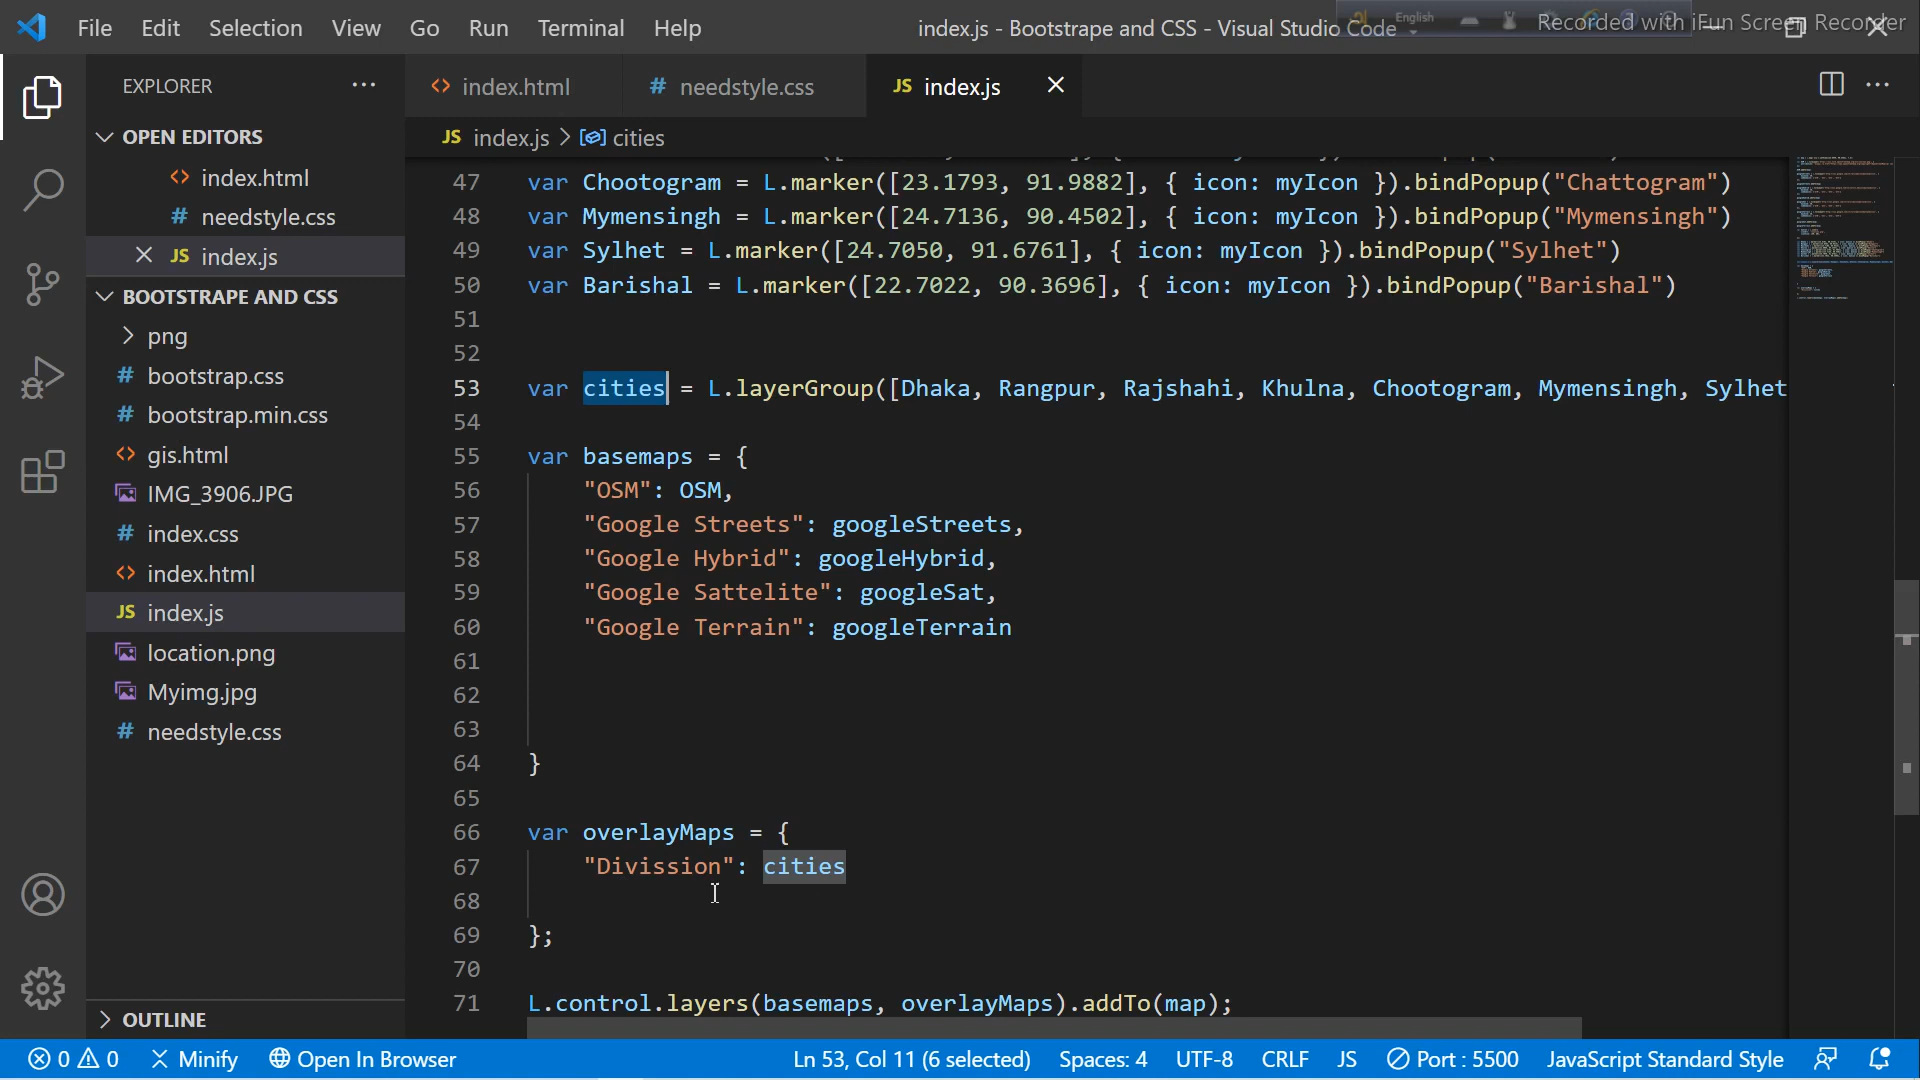 File Edit Selection View Go Run Terminal Help
index.js - Bootstrape and CSS - Visual Studio Code
English
Recorded with iFun Screen Recorder
EXPLORER
index.html
needstyle.css
index.js
OPEN EDITORS
index.html
needstyle.css
index.js
BOOTSTRAPE AND CSS
png
bootstrap.css
bootstrap.min.css
gis.html
IMG_3906.JPG
index.css
index.html
index.js
location.png
Myimg.jpg
needstyle.css
OUTLINE
JS index.js > cities
47 var Chootogram = L.marker([23.1793, 91.9882], { icon: myIcon }).bindPopup("Chattogram")
48 var Mymensingh = L.marker([24.7136, 90.4502], { icon: myIcon }).bindPopup("Mymensingh")
49 var Sylhet = L.marker([24.7050, 91.6761], { icon: myIcon }).bindPopup("Sylhet")
50 var Barishal = L.marker([22.7022, 90.3696], { icon: myIcon }).bindPopup("Barishal")
51
52
53 var cities = L.layerGroup([Dhaka, Rangpur, Rajshahi, Khulna, Chootogram, Mymensingh, Sylhet
54
55 var basemaps = {
56 "OSM": OSM,
57 "Google Streets": googleStreets,
58 "Google Hybrid": googleHybrid,
59 "Google Sattelite": googleSat,
60 "Google Terrain": googleTerrain
61
62
63
64 }
65
66 var overlayMaps = {
67 "Divission": cities
68
69 };
70
71 L.control.layers(basemaps, overlayMaps).addTo(map);
0 0 Minify Open In Browser Ln 53, Col 11 (6 selected) Spaces: 4 UTF-8 CRLF JS Port : 5500 JavaScript Standard Style